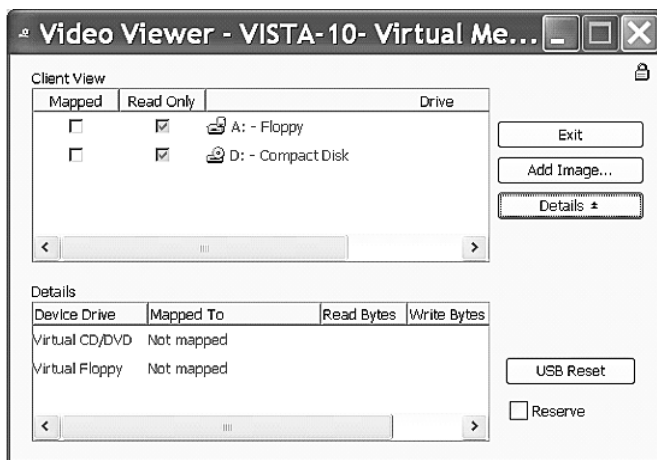 Video Viewer - VISTA-10- Virtual Me...
Client View
Mapped Read Only Drive
A: - Floppy
D: - Compact Disk
Exit
Add Image...
Details
Details
Device Drive Mapped To Read Bytes Write Bytes
Virtual CD/DVD Not mapped
Virtual Floppy Not mapped
USB Reset
Reserve